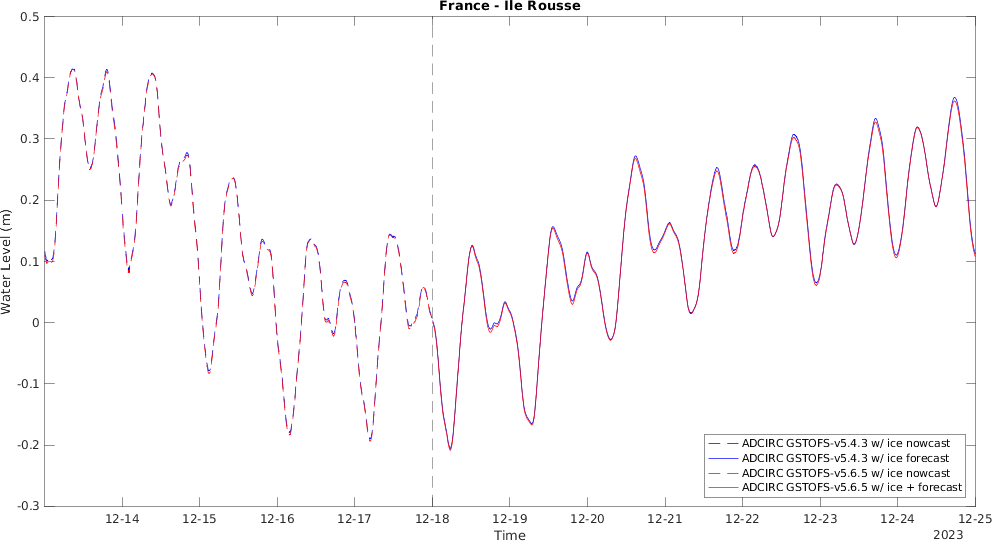 France - Ile Rousse
0.5
0.4
0.3
0.2
0.1
0
-0.1
-0.2
-0.3
Water Level (m)
ADCIRC GSTOFS-v5.4.3 w/ ice nowcast
ADCIRC GSTOFS-v5.4.3 w/ ice forecast
ADCIRC GSTOFS-v5.6.5 w/ ice nowcast
ADCIRC GSTOFS-v5.6.5 w/ ice + forecast
12-14 12-15 12-16 12-17 12-18 12-19 12-20 12-21 12-22 12-23 12-24 12-25
Time
2023